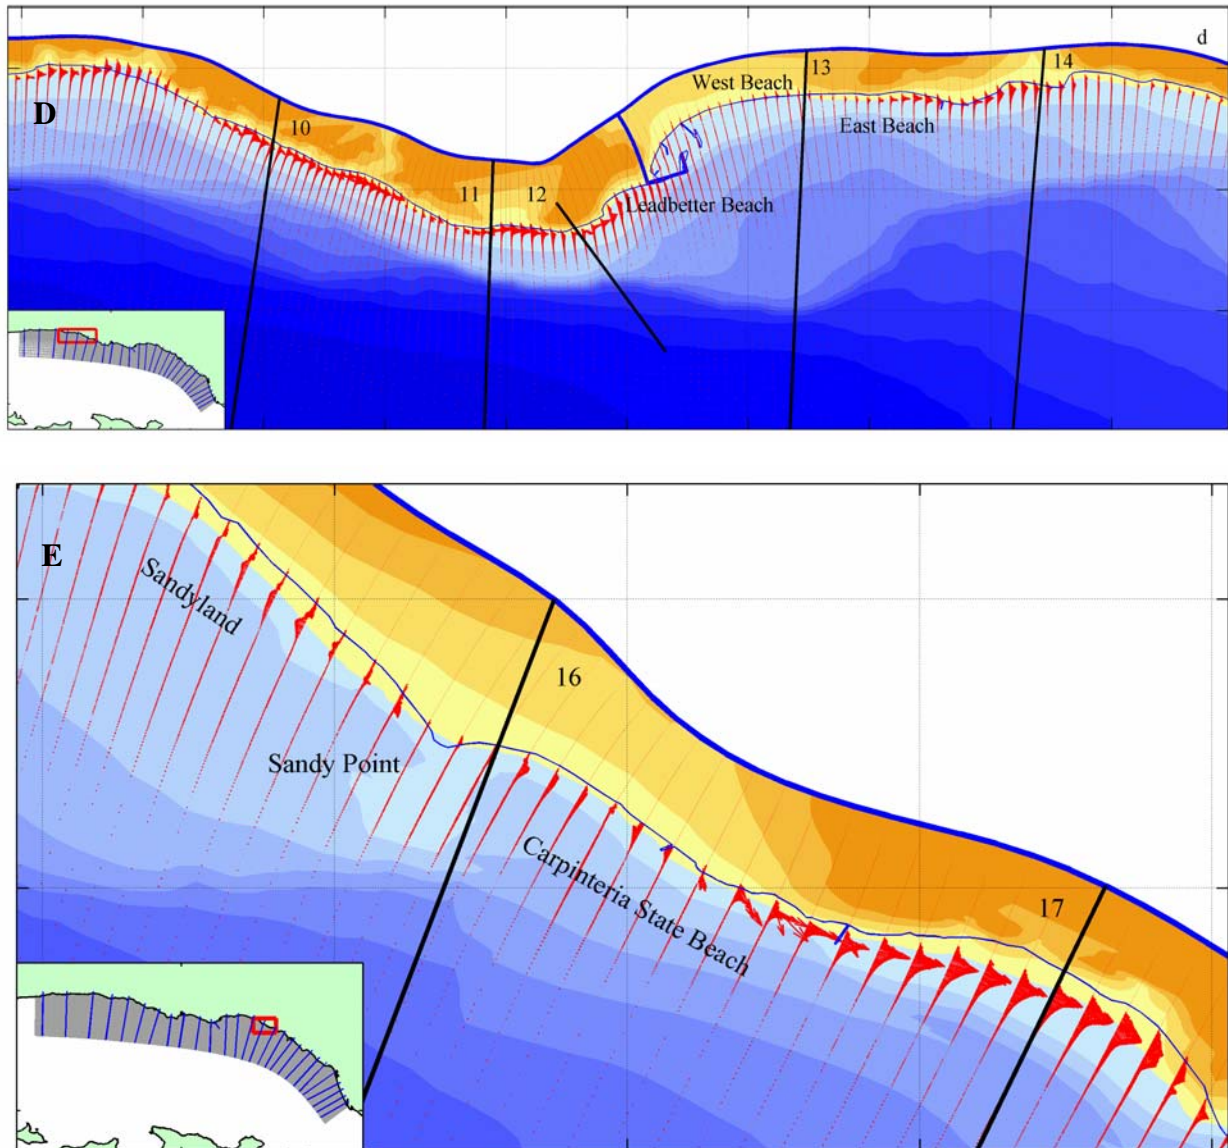 d
D
10
11
12
West Beach
13
14
East Beach
Leadbetter Beach
E
Sandyland
16
Sandy Point
Carpinteria State Beach
17